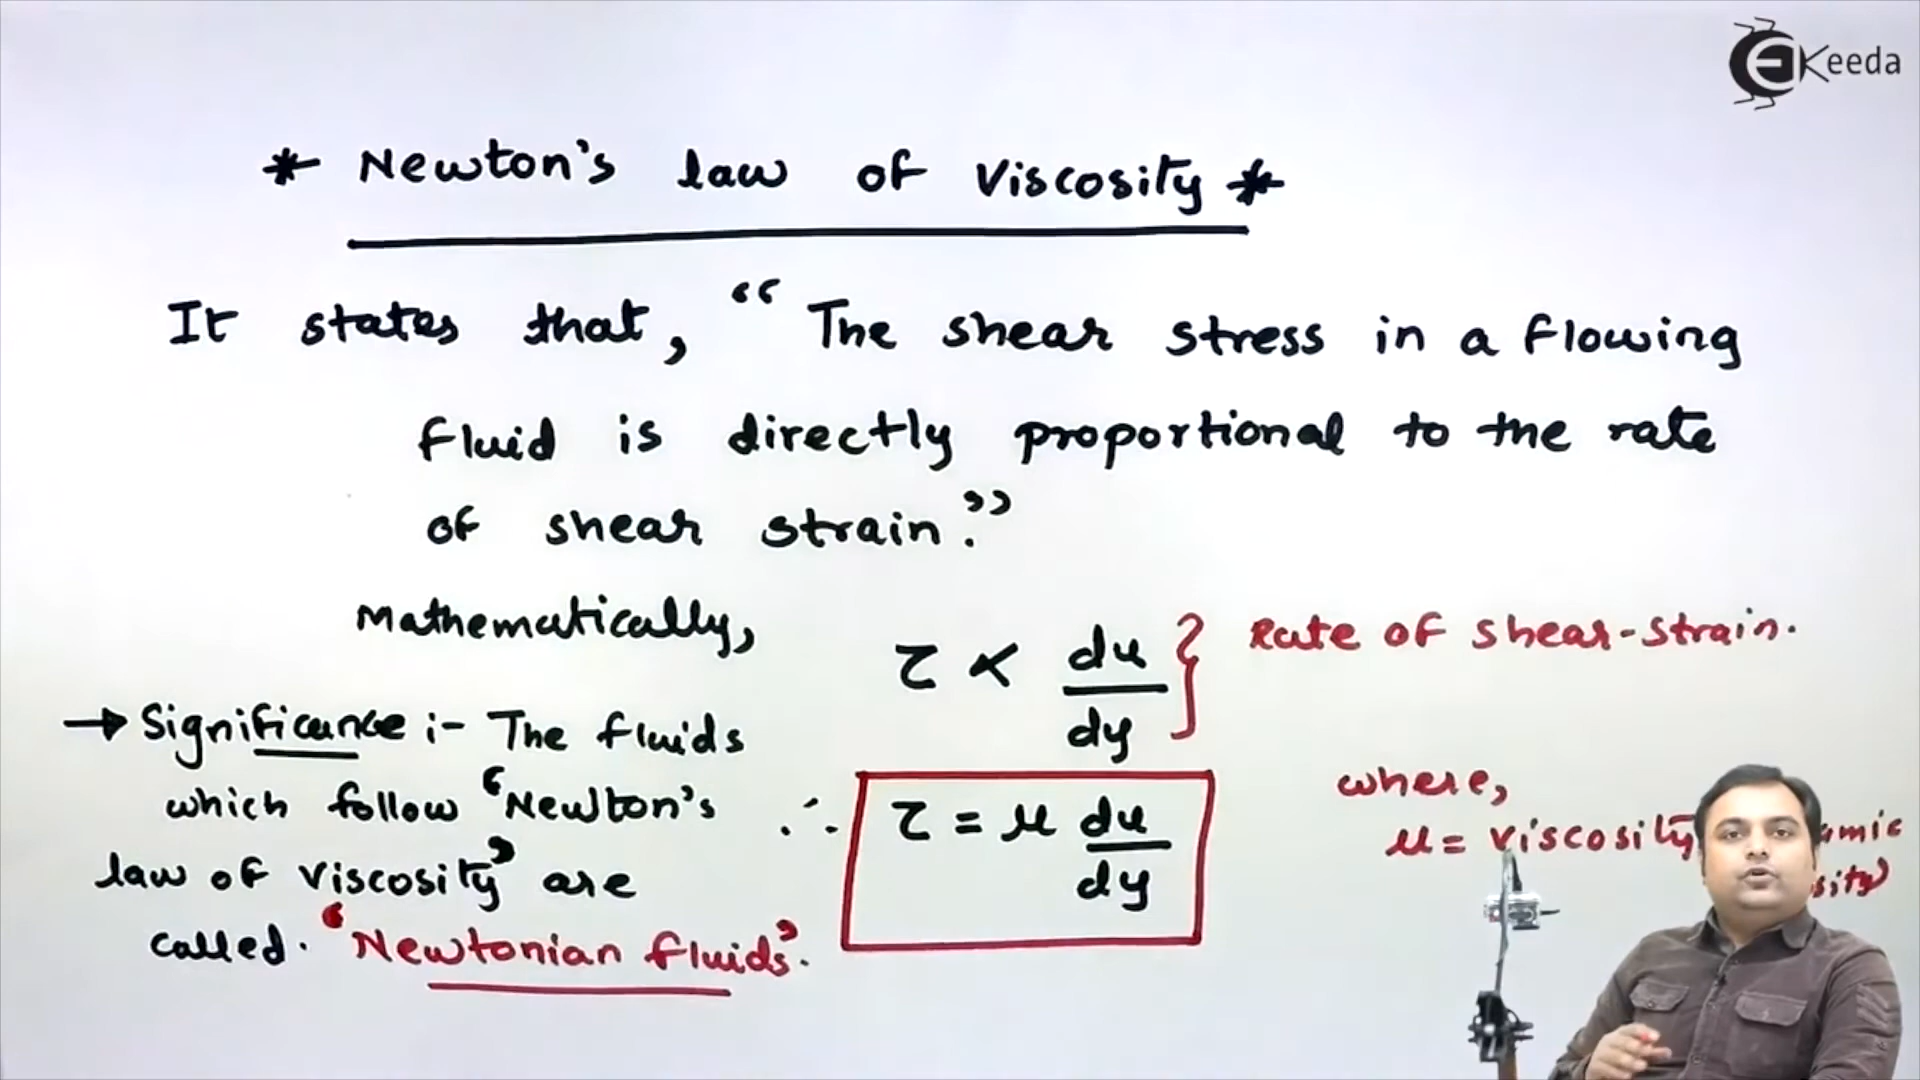 EKeeda
* Newton's law of Viscosity *
It states that, "The shear stress in a flowing
fluid is directly proportional to the rate
of shear strain."
Mathematically,
τ ∝ du/dy } Rate of shear-strain.
→ Significance :- The fluids
which follow 'Newton's
law of viscosity' are
called. 'Newtonian fluids'.
∴ τ = μ du/dy
where,
μ = viscosity